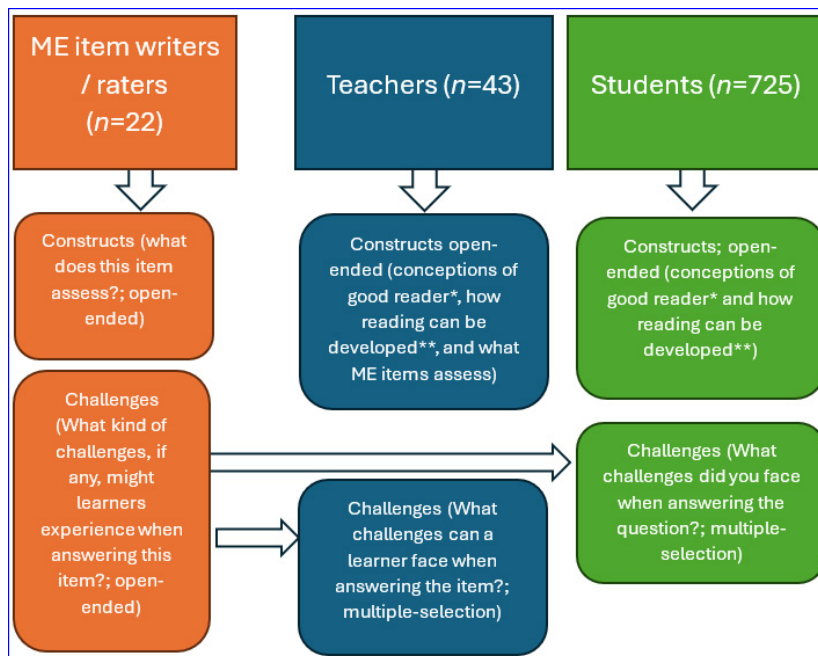 ME item writers
/ raters
(n=22)
Teachers (n=43)
Students (n=725)
Constructs (what
does this item
assess?; open-
ended)
Constructs open-
ended (conceptions of
good reader*, how
reading can be
developed**, and what
ME items assess)
Constructs; open-
ended (conceptions of
good reader* and how
reading can be
developed**)
Challenges
(What kind of
challenges, if
any, might
learners
experience when
answering this
item?; open-
ended)
Challenges (What
challenges can a
learner face when
answering the item?;
multiple-selection)
Challenges (What
challenges did you face
when answering the
question?; multiple-
selection)